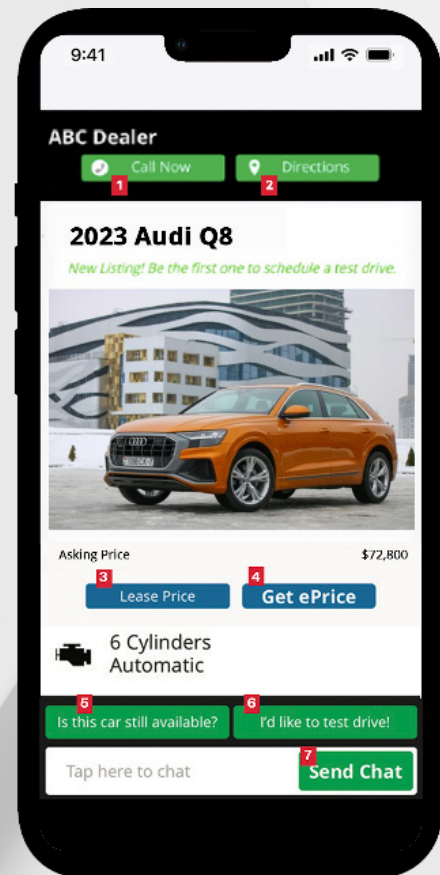 9:41
ABC Dealer
Call Now
Directions
1
2
2023 Audi Q8
New Listing! Be the first one to schedule a test drive.
Asking Price
$72,800
3
4
Lease Price
Get ePrice
6 Cylinders
Automatic
5
6
Is this car still available?
I'd like to test drive!
7
Tap here to chat
Send Chat